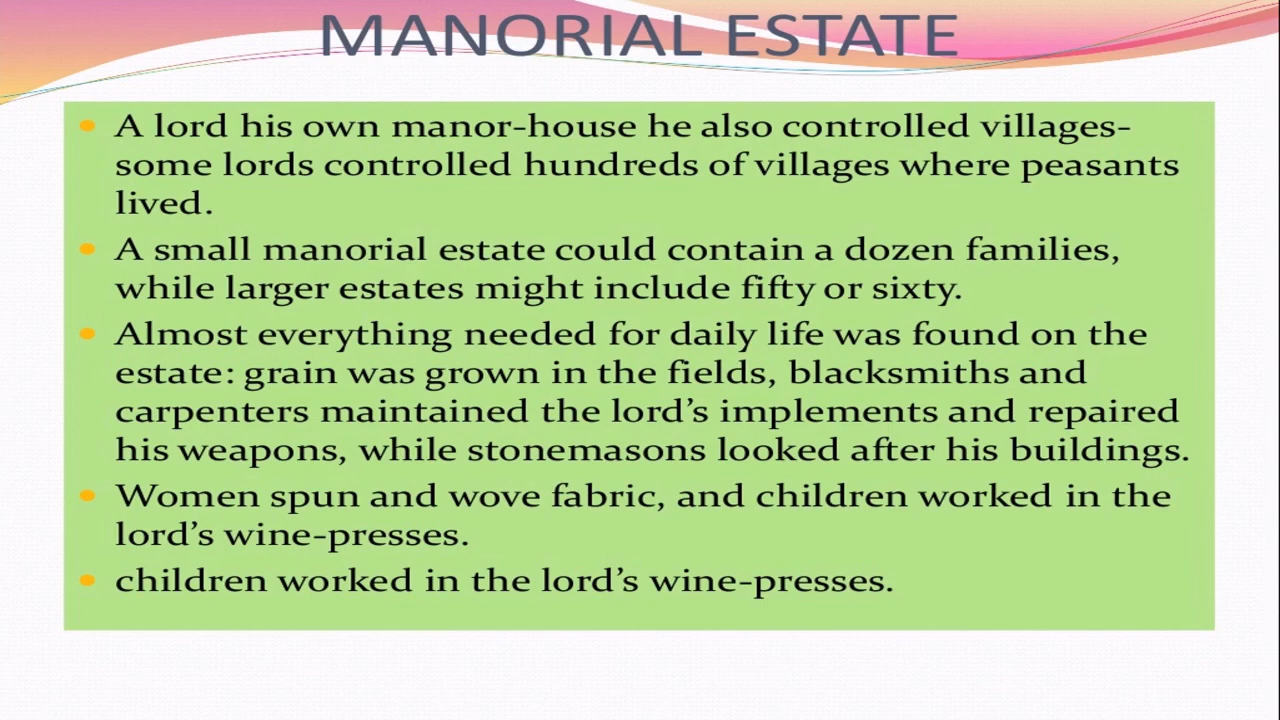 MANORIAL ESTATE
A lord his own manor-house he also controlled villages-
some lords controlled hundreds of villages where peasants
lived.
A small manorial estate could contain a dozen families,
while larger estates might include fifty or sixty.
Almost everything needed for daily life was found on the
estate: grain was grown in the fields, blacksmiths and
carpenters maintained the lord’s implements and repaired
his weapons, while stonemasons looked after his buildings.
Women spun and wove fabric, and children worked in the
lord’s wine-presses.
children worked in the lord’s wine-presses.